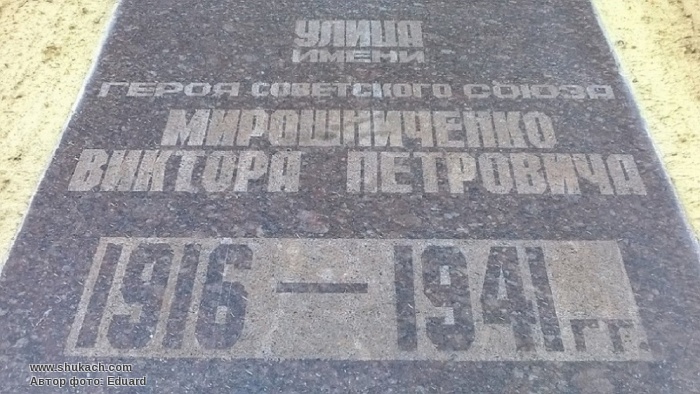 УЛИЦА
ИМЕНИ
ГЕРОЯ СОВЕТСКОГО СОЮЗА
МИРОШНИЧЕНКО
ВИКТОРА ПЕТРОВИЧА
1916 — 1941 гг.
www.shukach.com
Автор фото: Eduard